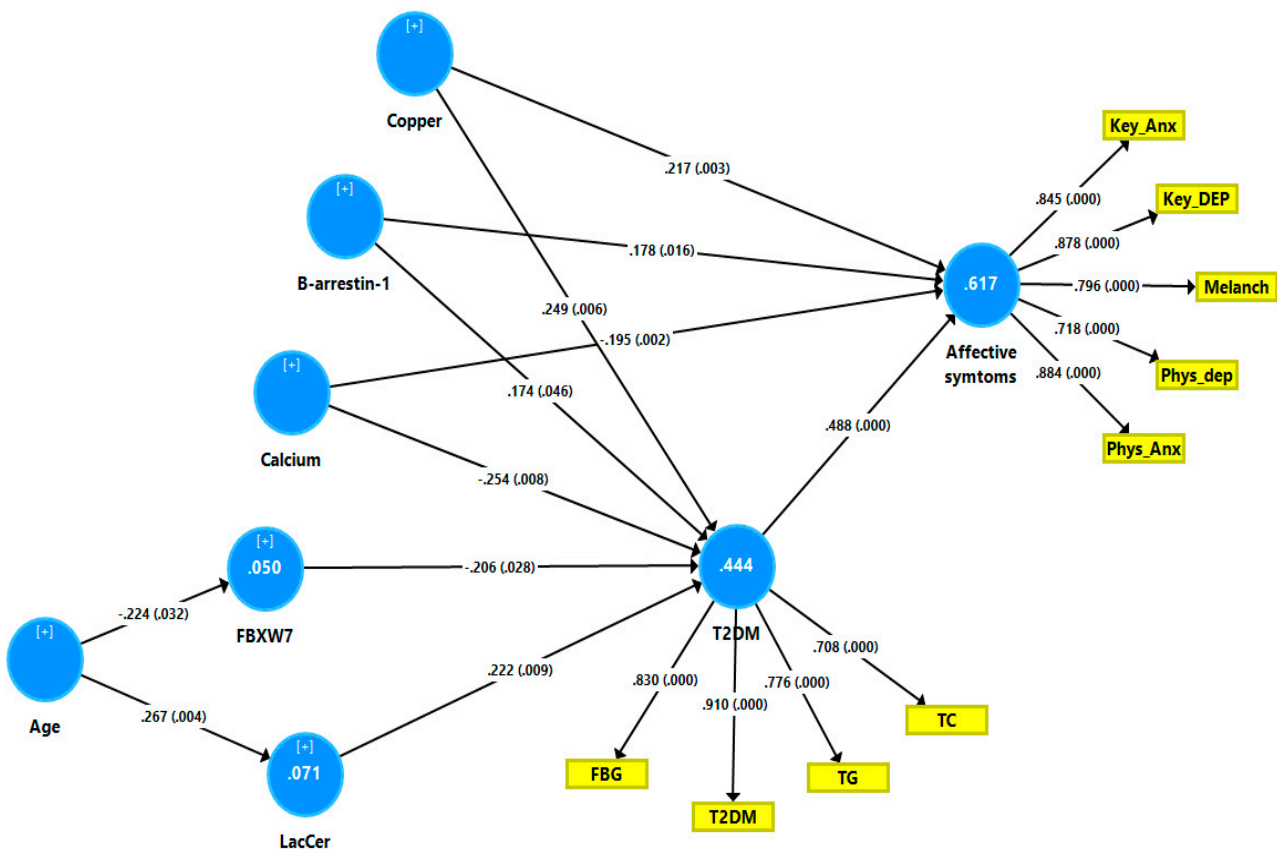 [+]
Copper
Key_Anx
.217 (.003)
.845 (.000)
[+]
Key_DEP
.878 (.000)
B-arrestin-1
.178 (.016)
.617
.796 (.000)
Melanch
.249 (.006)
-.195 (.002)
.718 (.000)
Affective
symtoms
[+]
.884 (.000)
Phys_dep
.174 (.046)
.488 (.000)
Phys_Anx
Calcium
-.254 (.008)
[+]
.050
-.206 (.028)
.444
FBXW7
-.224 (.032)
[+]
T2DM
.708 (.000)
.222 (.009)
.830 (.000)
.776 (.000)
.910 (.000)
Age
.267 (.004)
TC
[+]
.071
FBG
TG
T2DM
LacCer